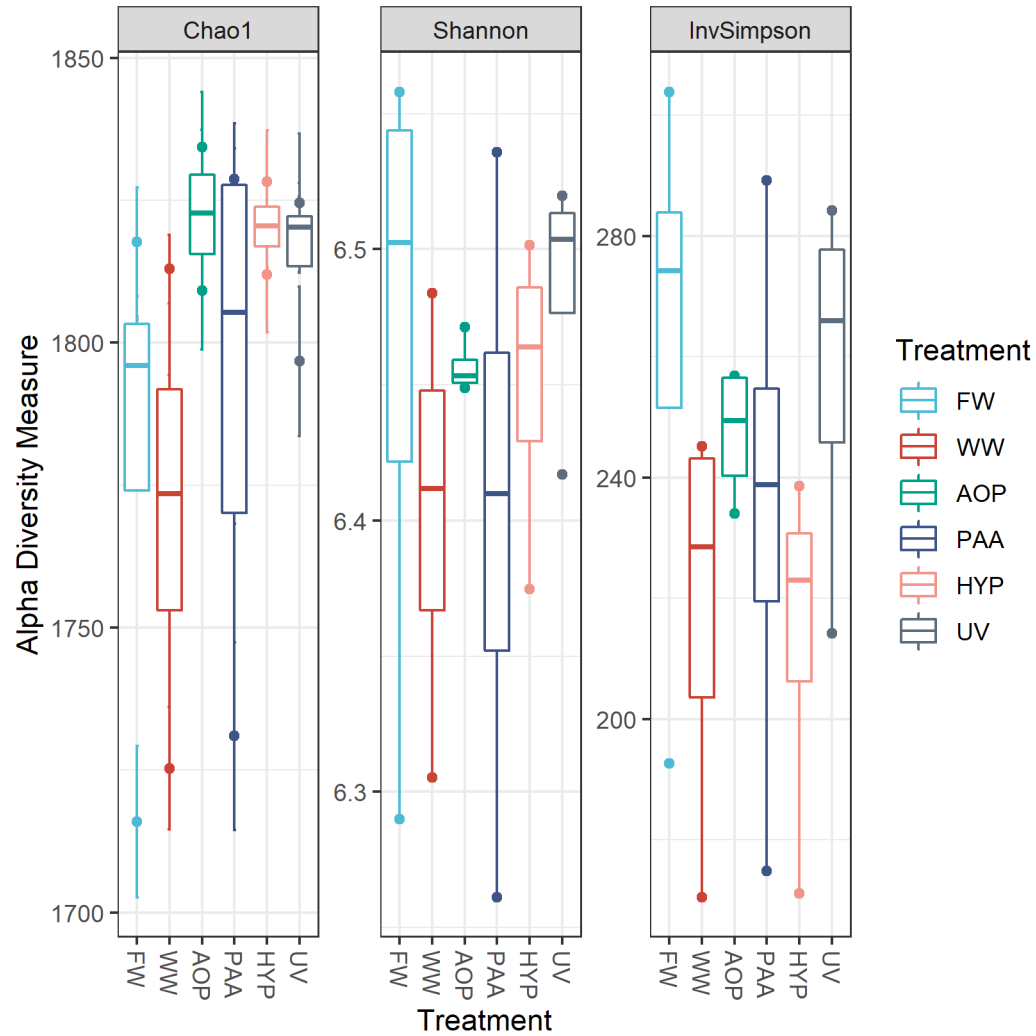 Chao1
Shannon
InvSimpson
Alpha Diversity Measure
1850
1800
1750
1700
6.5
6.4
6.3
280
240
200
FW
WW
AOP
PAA
HYP
UV
FW
WW
AOP
PAA
HYP
UV
FW
WW
AOP
PAA
HYP
UV
Treatment
Treatment
FW
WW
AOP
PAA
HYP
UV